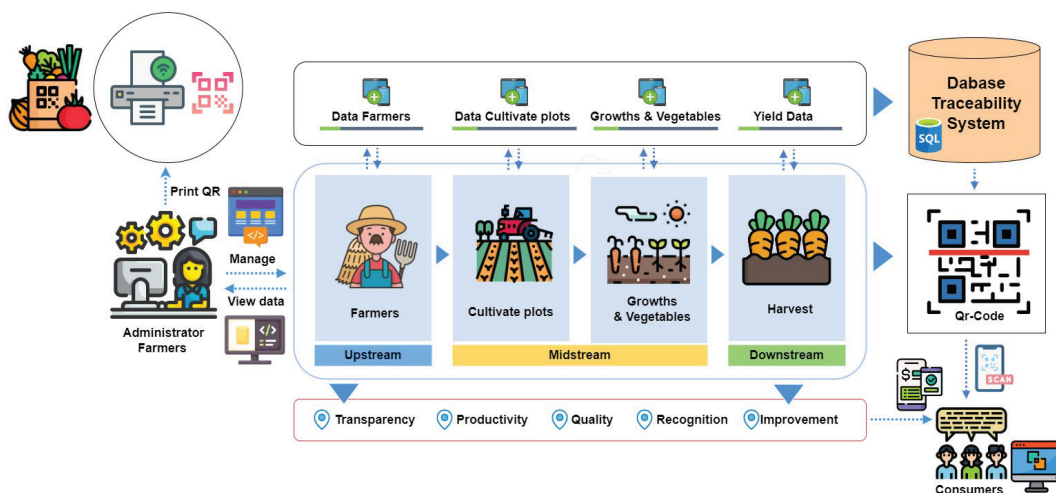 Data Farmers
Data Cultivate plots
Growths & Vegetables
Yield Data
Dabase
Traceability
System
SQL
Print QR
</>
Manage
View data
</>
Administrator
Farmers
Farmers
Cultivate plots
Growths
& Vegetables
Harvest
Upstream
Midstream
Downstream
Qr-Code
$
SCAN
Transparency
Productivity
Quality
Recognition
Improvement
Consumers